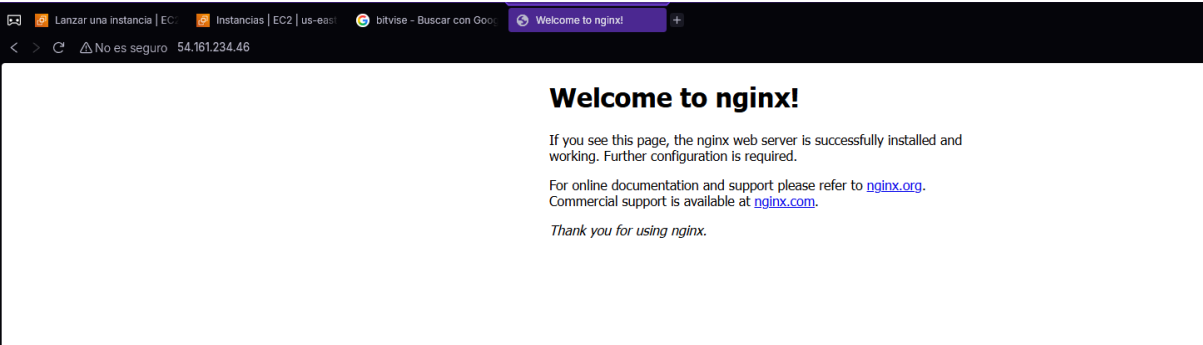 Lanzar una instancia | EC
Instancias | EC2 | us-east
bitvise - Buscar con Goog
Welcome to nginx!
No es seguro 54.161.234.46
Welcome to nginx!
If you see this page, the nginx web server is successfully installed and
working. Further configuration is required.
For online documentation and support please refer to nginx.org.
Commercial support is available at nginx.com.
Thank you for using nginx.